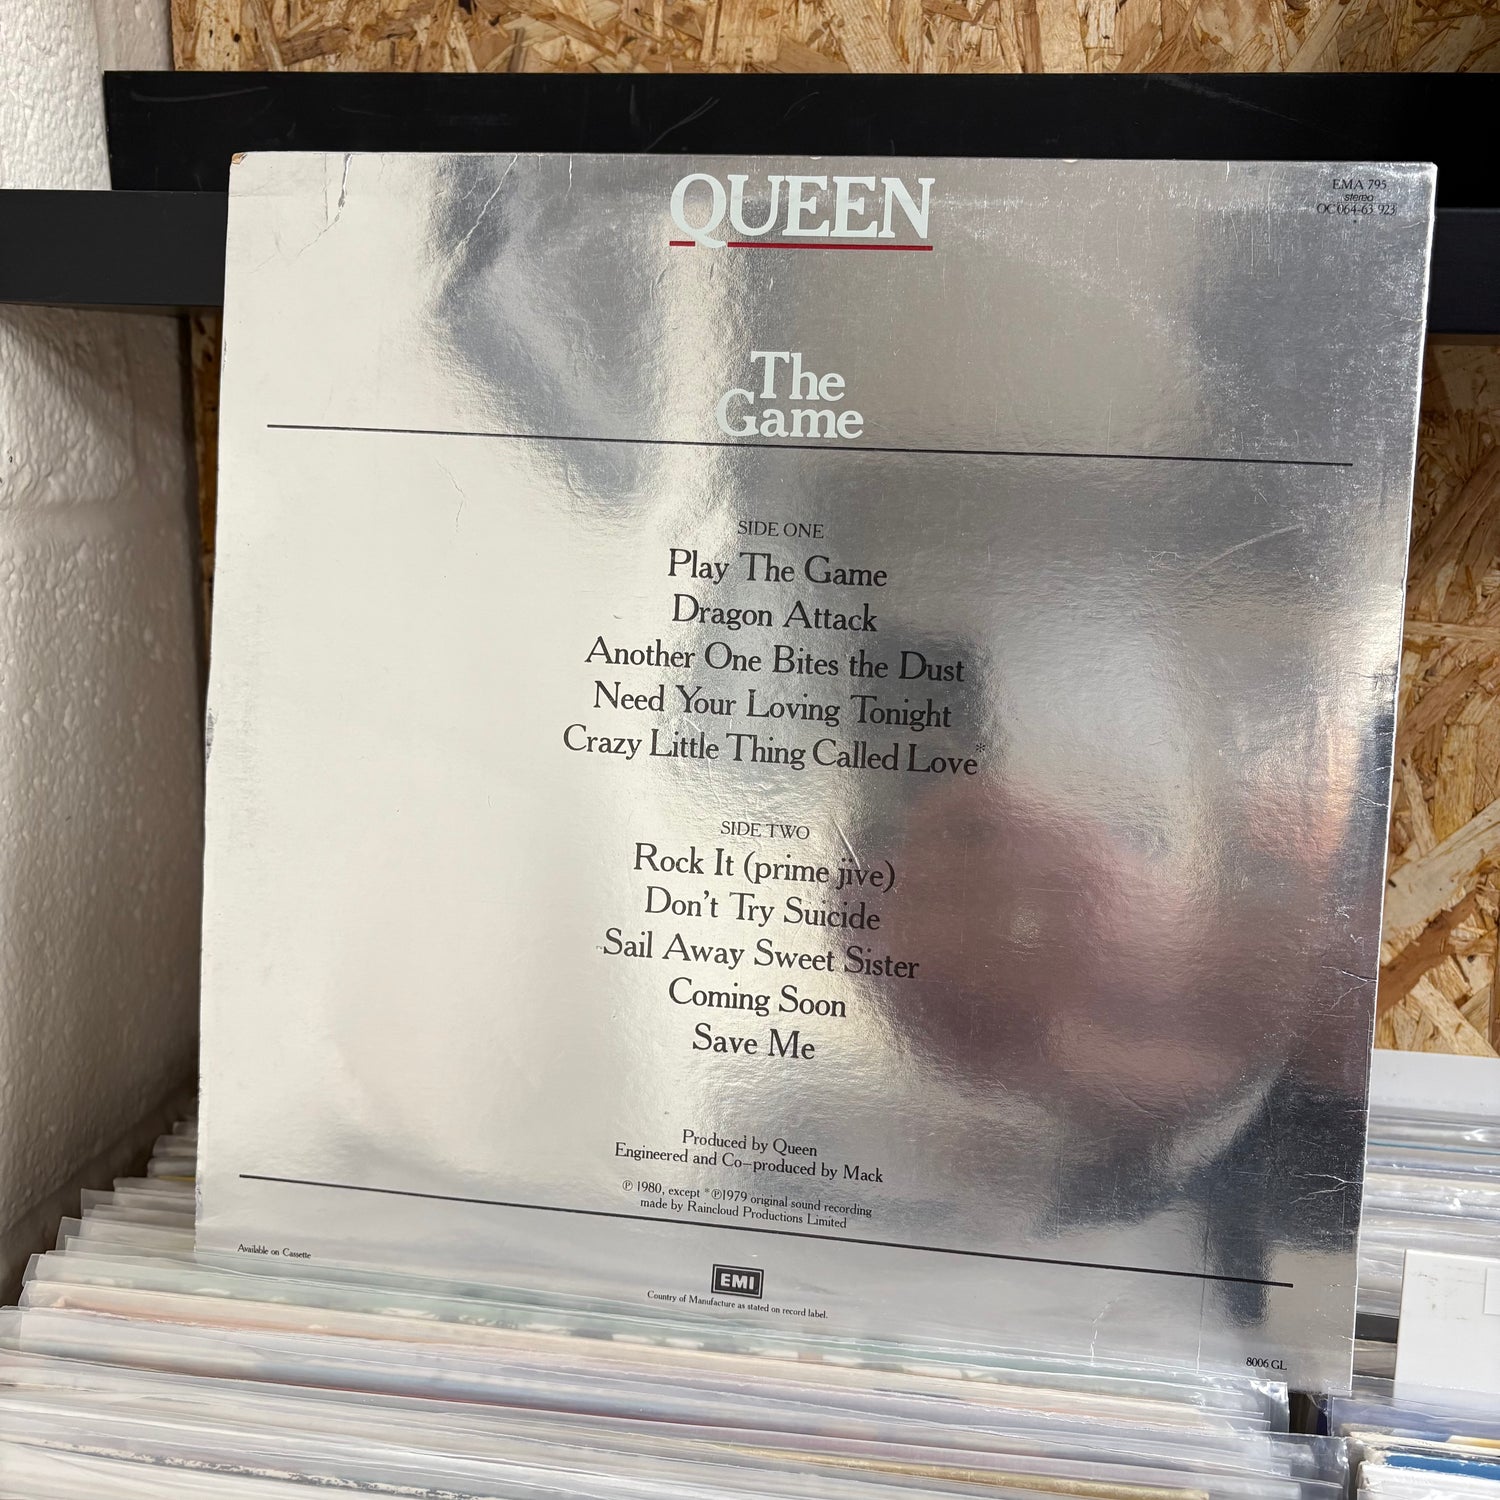 QUEEN
EMA 795
stereo
OC 064-63 923
The
Game
SIDE ONE
Play The Game
Dragon Attack
Another One Bites the Dust
Need Your Loving Tonight
Crazy Little Thing Called Love*
SIDE TWO
Rock It (prime jive)
Don't Try Suicide
Sail Away Sweet Sister
Coming Soon
Save Me
Produced by Queen
Engineered and Co-produced by Mack
℗ 1980, except *℗1979 original sound recording
made by Raincloud Productions Limited
Available on Cassette
EMI
Country of Manufacture as stated on record label.
8006 GL